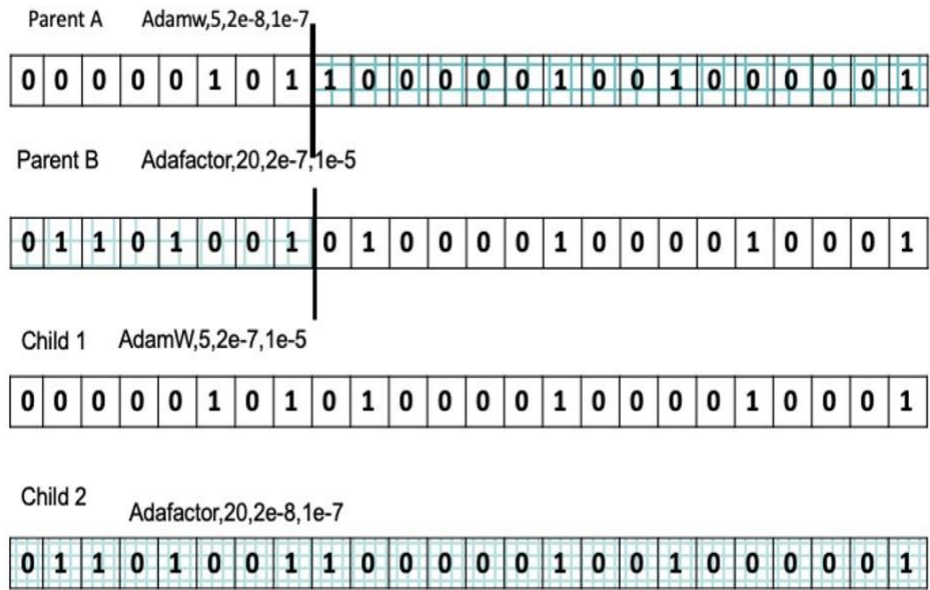 Parent A Adamw,5,2e-8,1e-7
0 0 0 0 0 1 0 1 1 0 0 0 0 0 1 0 0 1 0 0 0 0 0 1
Parent B Adafactor,20,2e-7,1e-5
0 1 1 0 1 0 0 1 0 1 0 0 0 0 1 0 0 0 0 1 0 0 0 1
Child 1 AdamW,5,2e-7,1e-5
0 0 0 0 0 1 0 1 0 1 0 0 0 0 1 0 0 0 0 1 0 0 0 1
Child 2
Adafactor,20,2e-8,1e-7
0 1 1 0 1 0 0 1 1 0 0 0 0 0 1 0 0 1 0 0 0 0 0 1